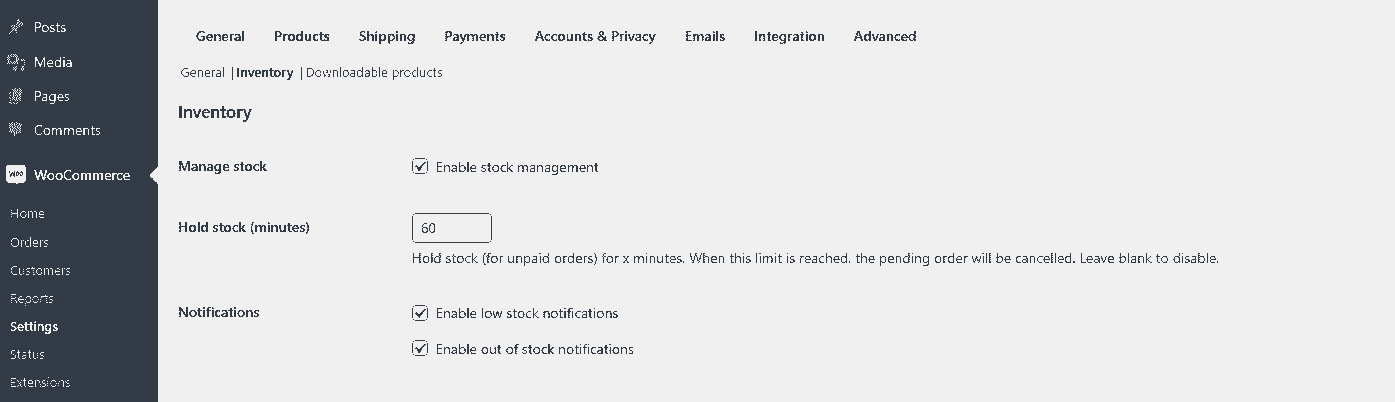 Posts
Media
Pages
Comments
Woo WooCommerce
Home
Orders
Customers
Reports
Settings
Status
Extensions
General Products Shipping Payments Accounts & Privacy Emails Integration Advanced
General | Inventory | Downloadable products
Inventory
Manage stock Enable stock management
Hold stock (minutes) 60
Hold stock (for unpaid orders) for x minutes. When this limit is reached. the pending order will be cancelled. Leave blank to disable.
Notifications Enable low stock notifications
Enable out of stock notifications